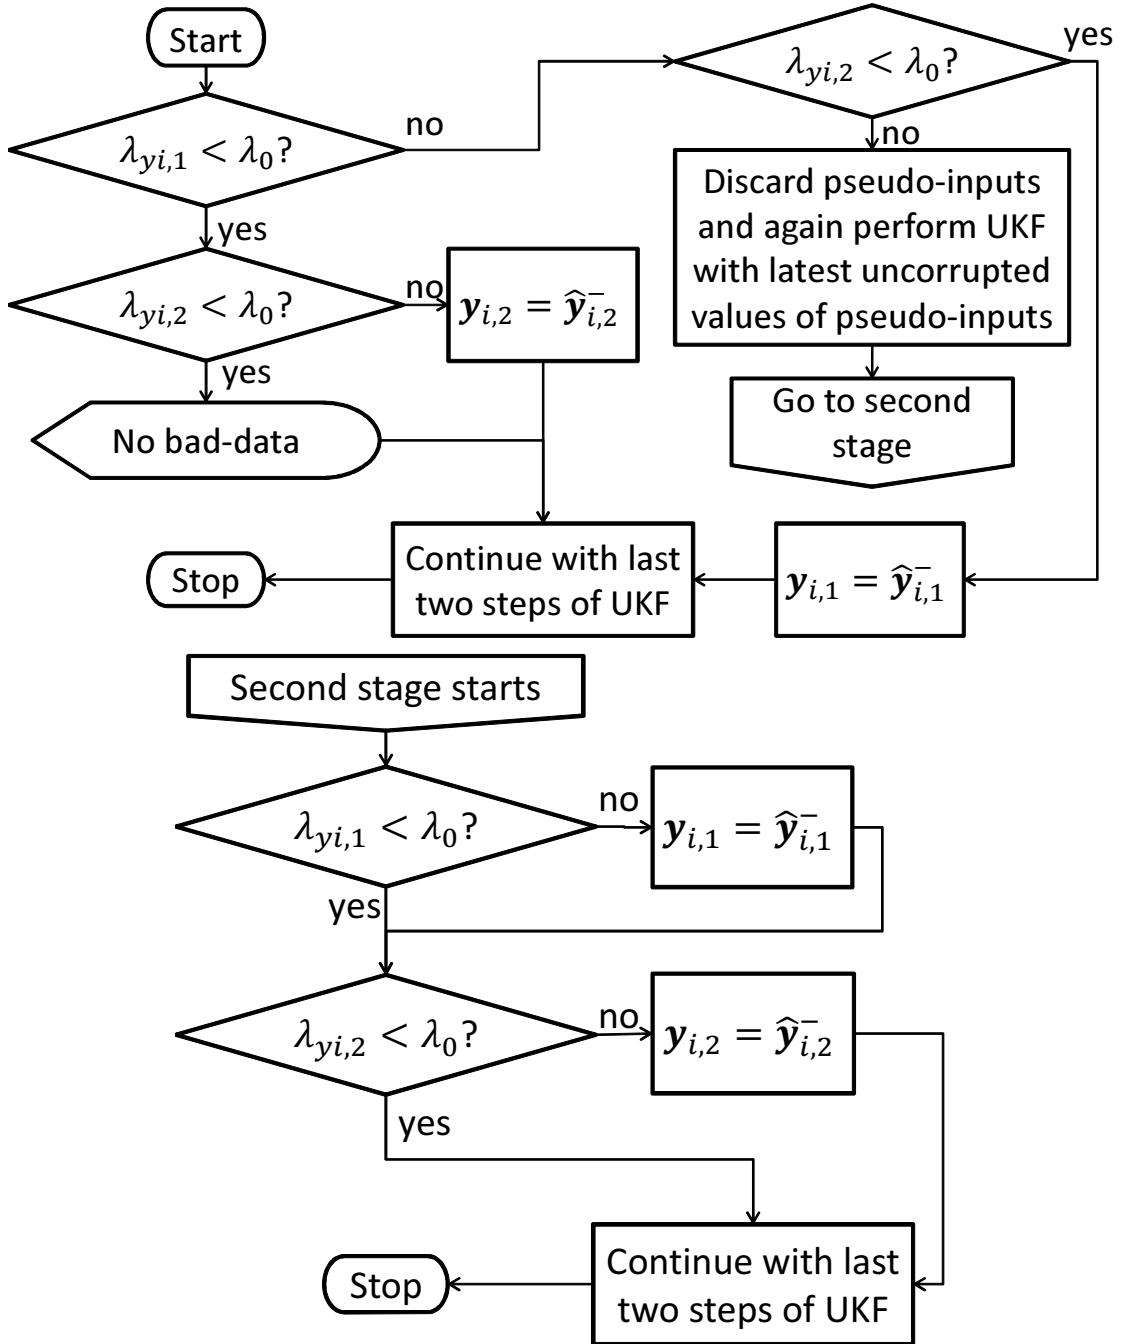 Start
λ_{yi,1} < λ_0?
no
yes
λ_{yi,2} < λ_0?
yes
no
Discard pseudo-inputs
and again perform UKF
with latest uncorrupted
values of pseudo-inputs
Go to second
stage
λ_{yi,2} < λ_0?
no
y_{i,2} = ŷ⁻_{i,2}
yes
No bad-data
Continue with last
two steps of UKF
Stop
y_{i,1} = ŷ⁻_{i,1}
Second stage starts
λ_{yi,1} < λ_0?
no
y_{i,1} = ŷ⁻_{i,1}
yes
λ_{yi,2} < λ_0?
no
y_{i,2} = ŷ⁻_{i,2}
yes
Continue with last
two steps of UKF
Stop